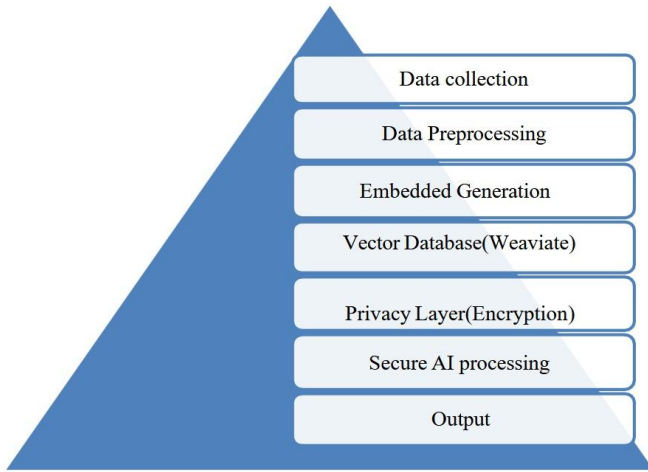 Data collection
Data Preprocessing
Embedded Generation
Vector Database(Weaviate)
Privacy Layer(Encryption)
Secure AI processing
Output